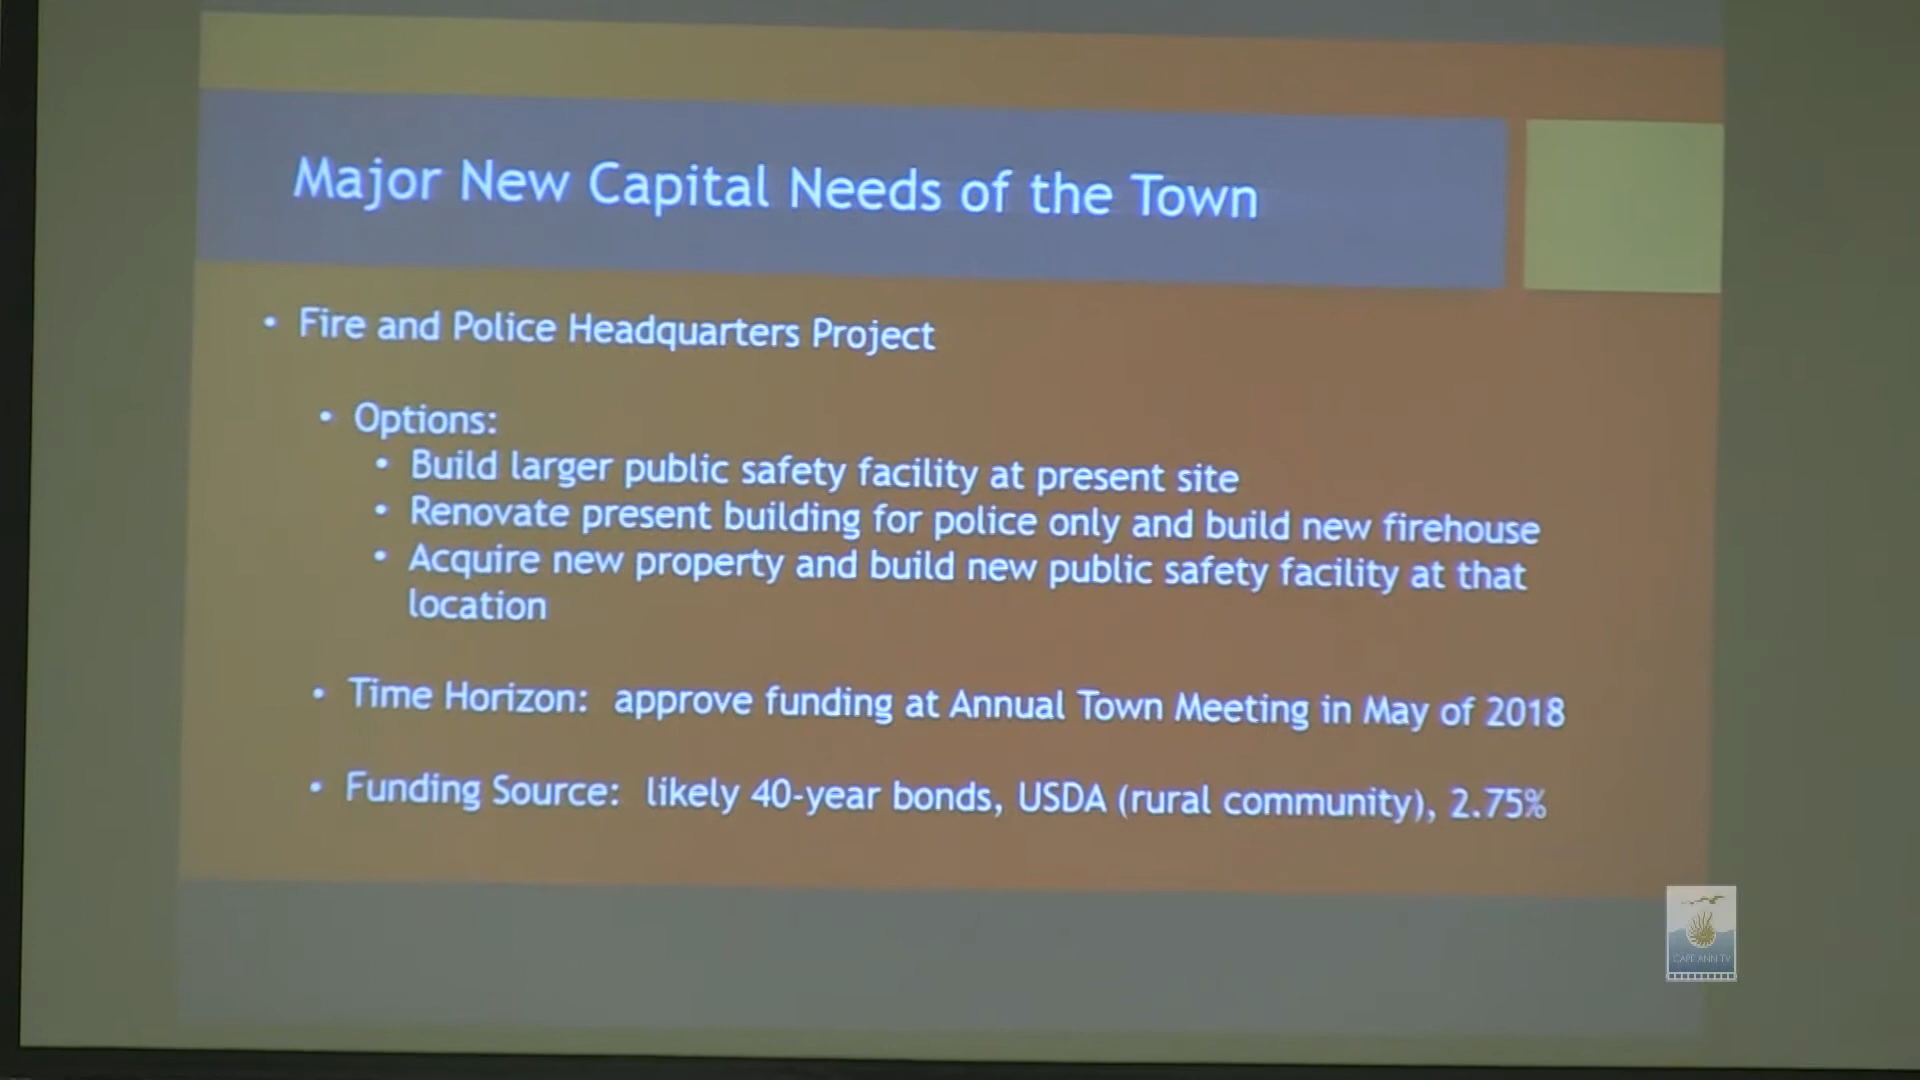 Major New Capital Needs of the Town
• Fire and Police Headquarters Project
• Options:
• Build larger public safety facility at present site
• Renovate present building for police only and build new firehouse
• Acquire new property and build new public safety facility at that
location
• Time Horizon: approve funding at Annual Town Meeting in May of 2018
• Funding Source: likely 40-year bonds, USDA (rural community), 2.75%
CAPE ANN TV